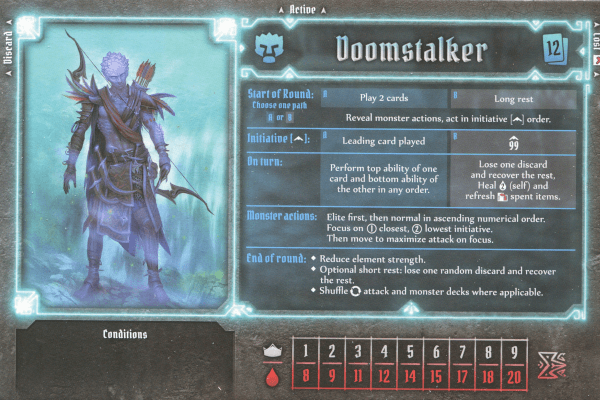 Active
Discard
Lost
Doomstalker
12
Start of Round:
Choose one path
A or B
A Play 2 cards
B Long rest
Reveal monster actions, act in initiative [ ] order.
Initiative [ ]:
A Leading card played
B 99
On turn:
Perform top ability of one
card and bottom ability of
the other in any order.
Lose one discard
and recover the rest,
Heal 2 (self) and
refresh spent items.
Monster actions:
Elite first, then normal in ascending numerical order.
Focus on ① closest, ② lowest initiative.
Then move to maximize attack on focus.
End of round:
◆ Reduce element strength.
◆ Optional short rest: lose one random discard and recover
the rest.
◆ Shuffle attack and monster decks where applicable.
Conditions
1 2 3 4 5 6 7 8 9
8 9 11 12 14 15 17 18 20